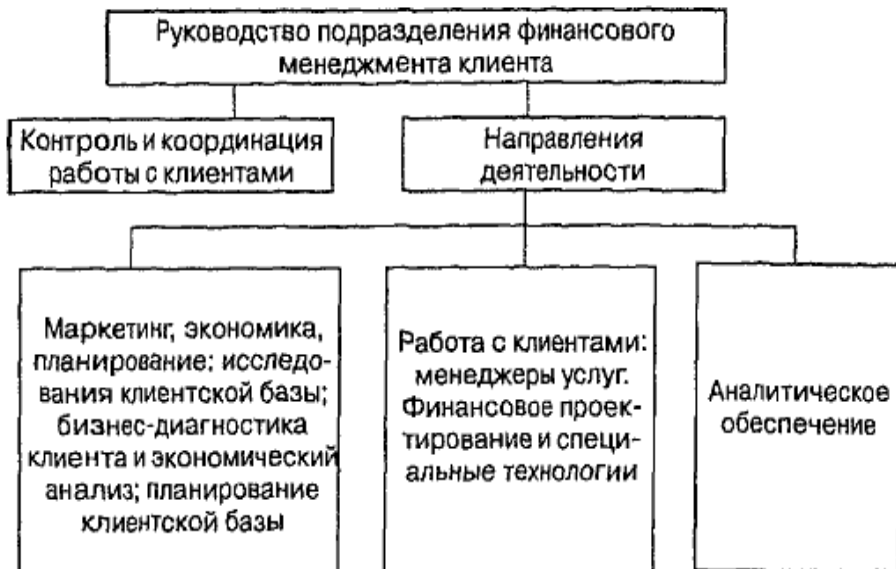 Руководство подразделения финансового
менеджмента клиента
Контроль и координация
работы с клиентами
Направления
деятельности
Маркетинг, экономика,
планирование: исследо-
вания клиентской базы;
бизнес-диагностика
клиента и экономический
анализ; планирование
клиентской базы
Работа с клиентами:
менеджеры услуг.
Финансовое проек-
тирование и специ-
альные технологии
Аналитическое
обеспечение